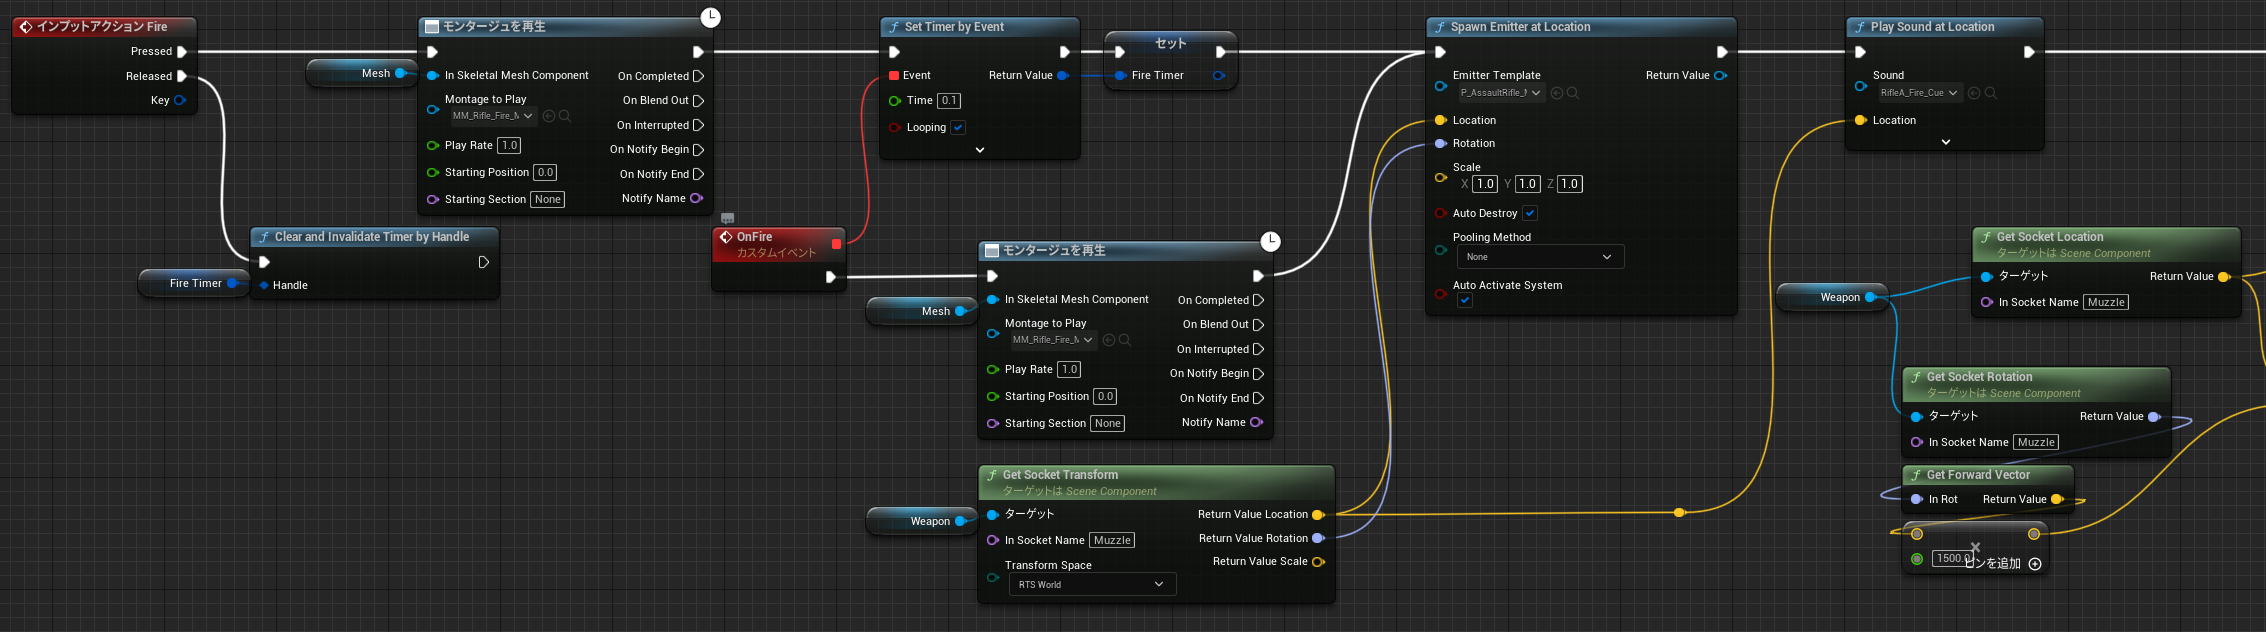 インプットアクション Fire
Pressed
Released
Key
Mesh
モンタージュを再生
In Skeletal Mesh Component
On Completed
Montage to Play
MM_Rifle_Fire_M
On Blend Out
On Interrupted
Play Rate 1.0
On Notify Begin
Starting Position 0.0
On Notify End
Starting Section None
Notify Name
Clear and Invalidate Timer by Handle
Fire Timer
Handle
Set Timer by Event
Event
Return Value
Time 0.1
Looping
セット
Fire Timer
OnFire
カスタムイベント
Mesh
モンタージュを再生
In Skeletal Mesh Component
On Completed
Montage to Play
MM_Rifle_Fire_M
On Blend Out
On Interrupted
Play Rate 1.0
On Notify Begin
Starting Position 0.0
On Notify End
Starting Section None
Notify Name
Weapon
Get Socket Transform
ターゲットは Scene Component
ターゲット
Return Value Location
In Socket Name Muzzle
Return Value Rotation
Return Value Scale
Transform Space
RTS World
Spawn Emitter at Location
Emitter Template
Return Value
P_AssaultRifle_
Location
Rotation
Scale
X 1.0 Y 1.0 Z 1.0
Auto Destroy
Pooling Method
None
Auto Activate System
Play Sound at Location
Sound
RifleA_Fire_Cue
Location
Weapon
Get Socket Location
ターゲットは Scene Component
ターゲット
Return Value
In Socket Name Muzzle
Get Socket Rotation
ターゲットは Scene Component
ターゲット
Return Value
In Socket Name Muzzle
Get Forward Vector
In Rot
Return Value
1500.0
ピンを追加